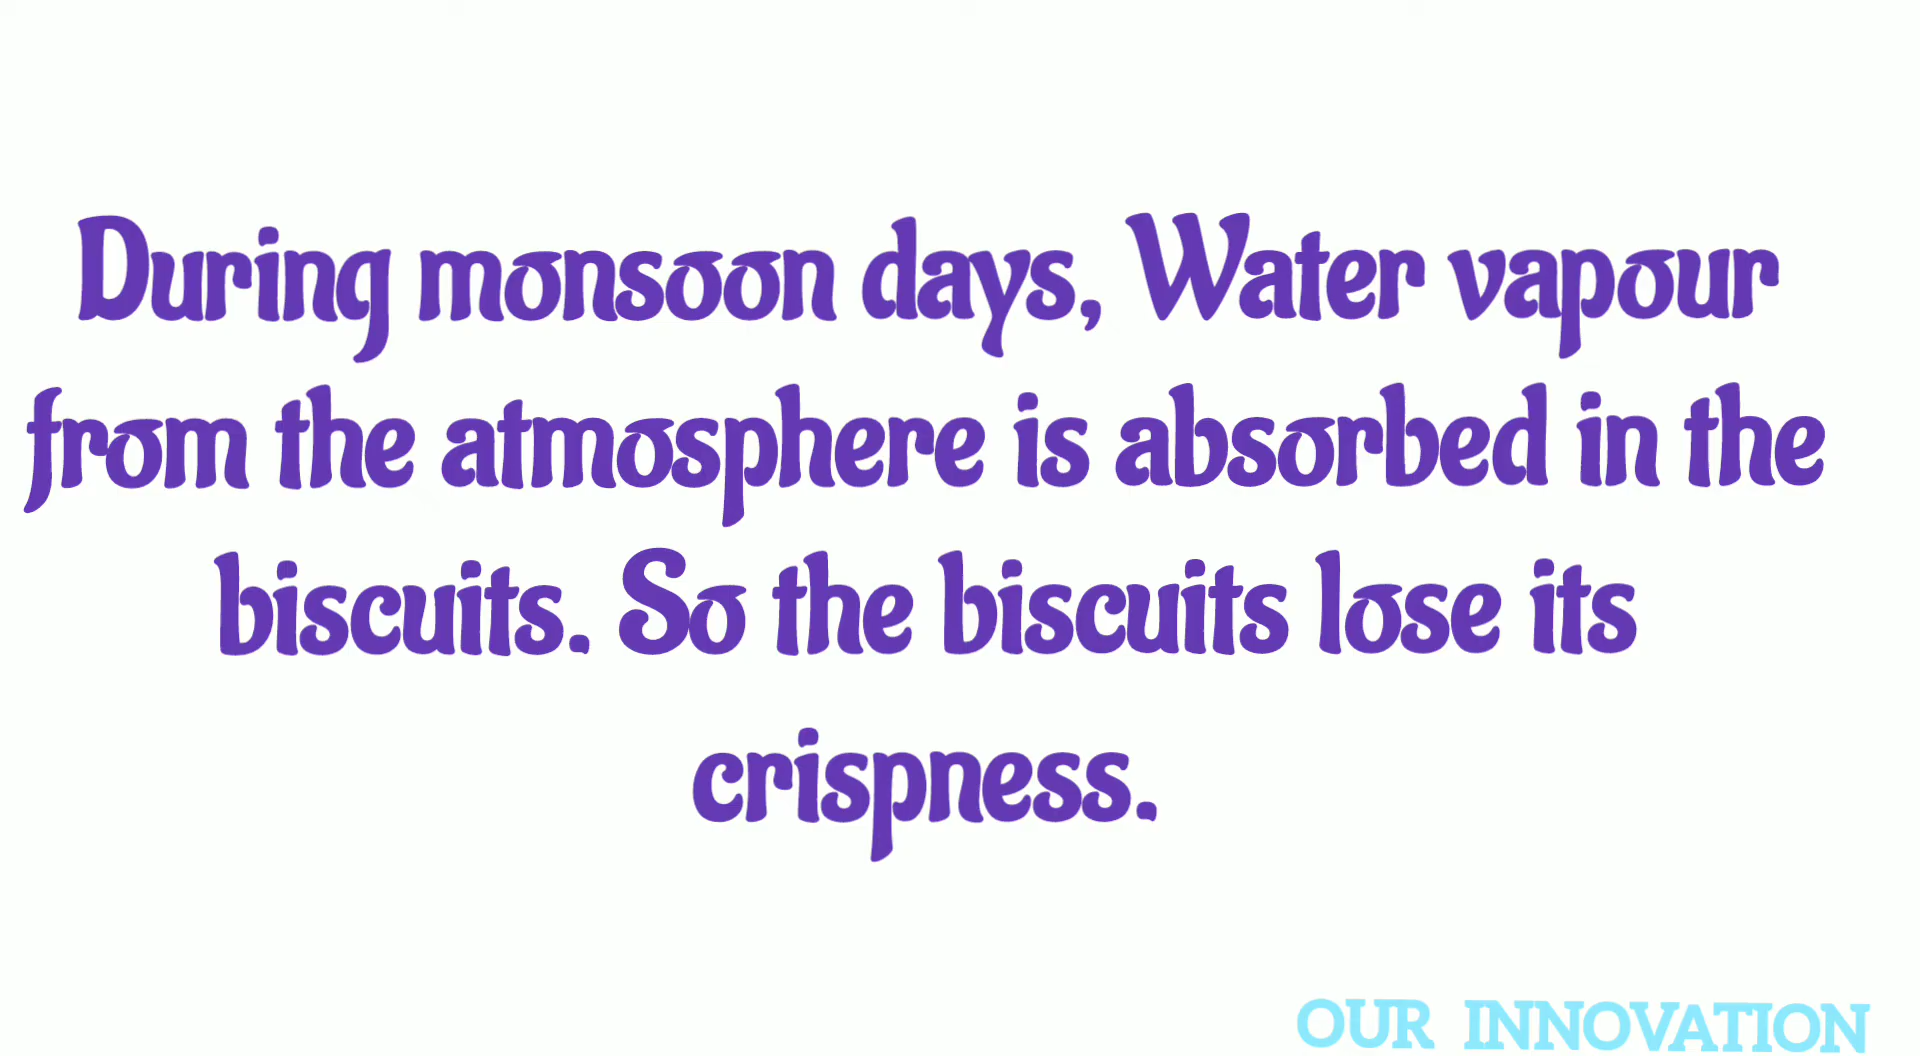 During monsoon days, Water vapour
from the atmosphere is absorbed in the
biscuits. So the biscuits lose its
crispness.
OUR INNOVATION